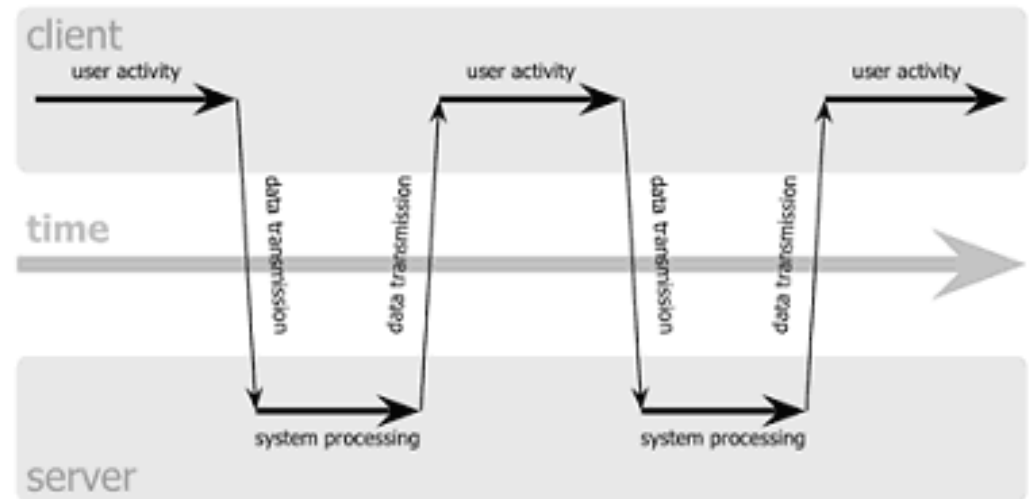 client
user activity
user activity
user activity
data transmission
data transmission
data transmission
data transmission
time
system processing
system processing
server